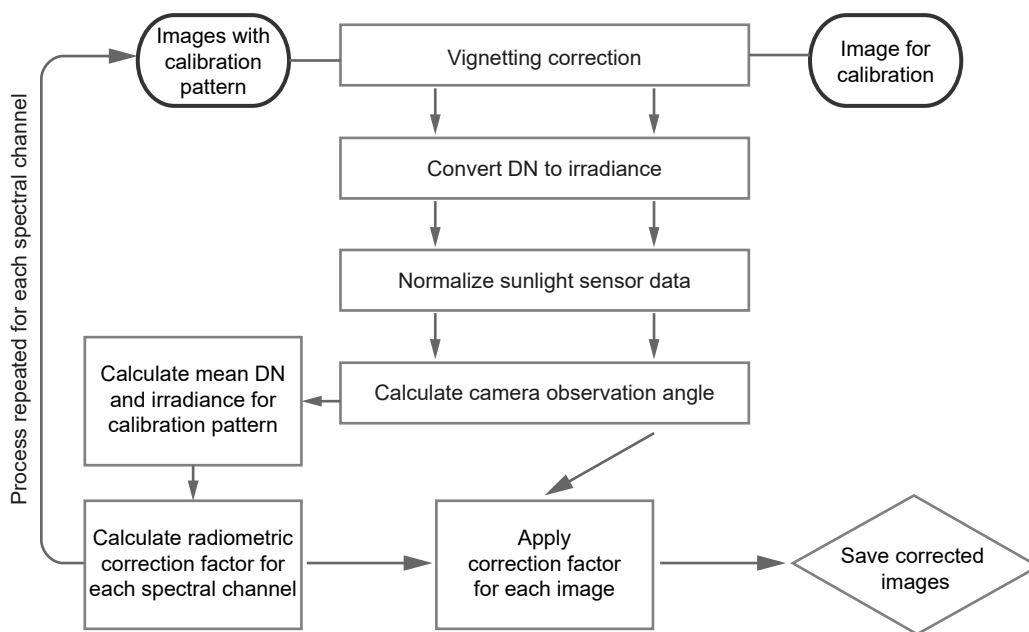 Images with
calibration
pattern
Vignetting correction
Image for
calibration
Convert DN to irradiance
Normalize sunlight sensor data
Calculate camera observation angle
Calculate mean DN
and irradiance for
calibration pattern
Process repeated for each spectral channel
Calculate radiometric
correction factor for
each spectral channel
Apply
correction factor
for each image
Save corrected
images